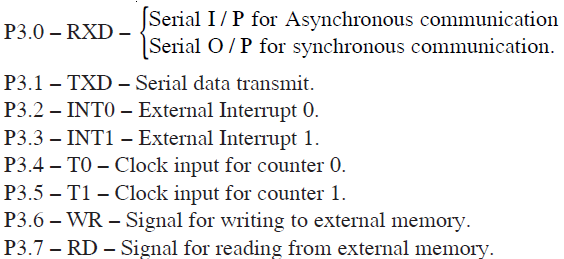 P3.0 – RXD – { Serial I / P for Asynchronous communication
Serial O / P for synchronous communication.
P3.1 – TXD – Serial data transmit.
P3.2 – INT0 – External Interrupt 0.
P3.3 – INT1 – External Interrupt 1.
P3.4 – T0 – Clock input for counter 0.
P3.5 – T1 – Clock input for counter 1.
P3.6 – WR – Signal for writing to external memory.
P3.7 – RD – Signal for reading from external memory.